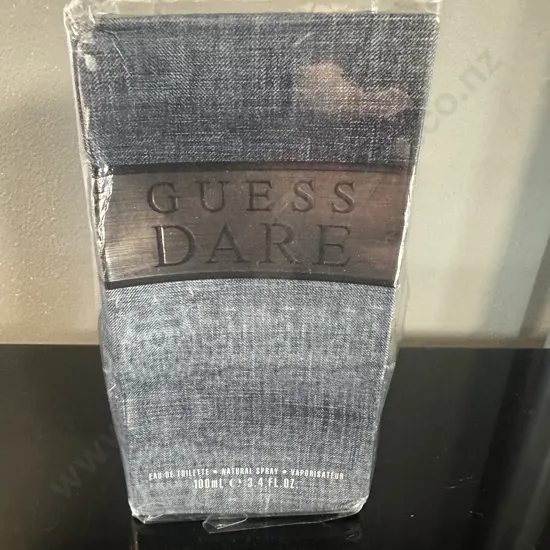 GUESS
DARE
EAU DE TOILETTE • NATURAL SPRAY • VAPORISATEUR
100mL ℮ 3.4 FL.OZ